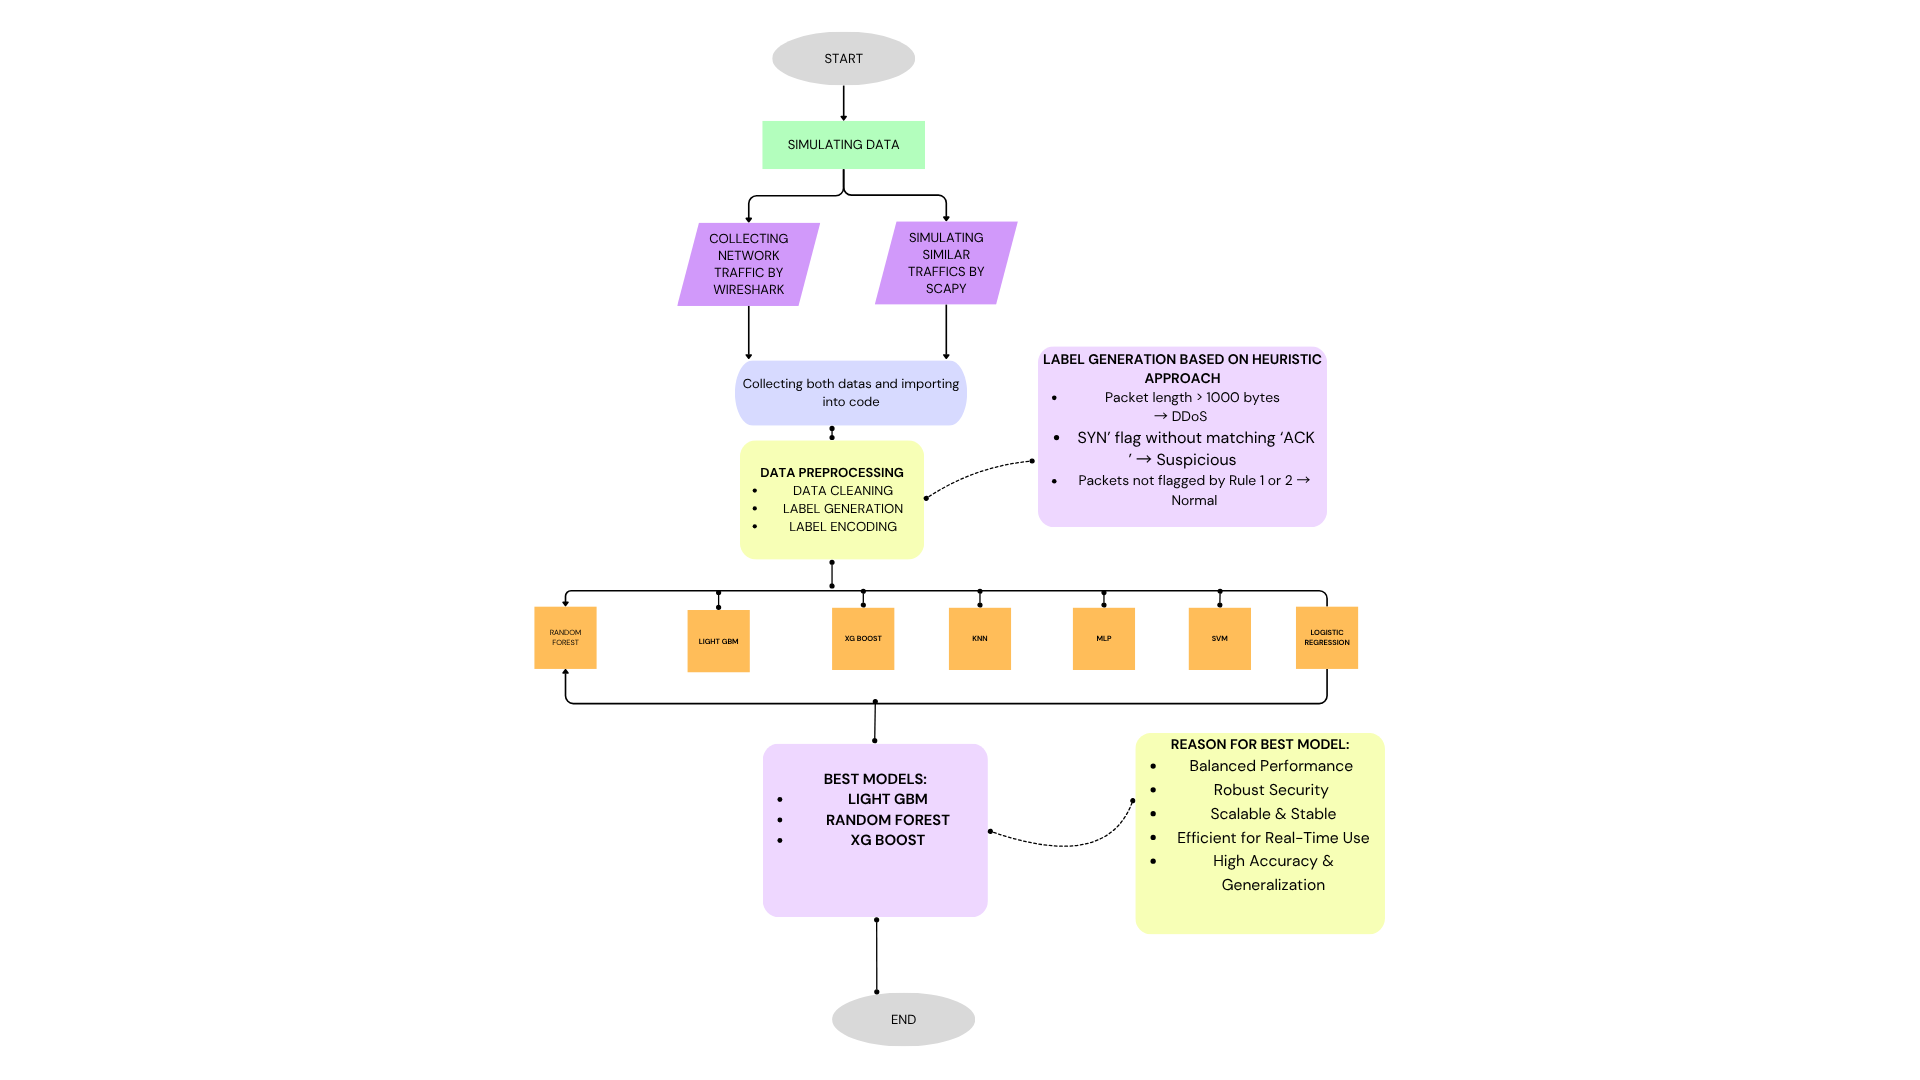 START
SIMULATING DATA
COLLECTING
NETWORK
TRAFFIC BY
WIRESHARK
SIMULATING
SIMILAR
TRAFFICS BY
SCAPY
Collecting both datas and importing
into code
LABEL GENERATION BASED ON HEURISTIC
APPROACH
• Packet length > 1000 bytes
→ DDoS
• SYN’ flag without matching ‘ACK
’ → Suspicious
• Packets not flagged by Rule 1 or 2 →
Normal
DATA PREPROCESSING
• DATA CLEANING
• LABEL GENERATION
• LABEL ENCODING
RANDOM
FOREST
LIGHT GBM
XG BOOST
KNN
MLP
SVM
LOGISTIC
REGRESSION
BEST MODELS:
• LIGHT GBM
• RANDOM FOREST
• XG BOOST
REASON FOR BEST MODEL:
• Balanced Performance
• Robust Security
• Scalable & Stable
• Efficient for Real-Time Use
• High Accuracy &
Generalization
END